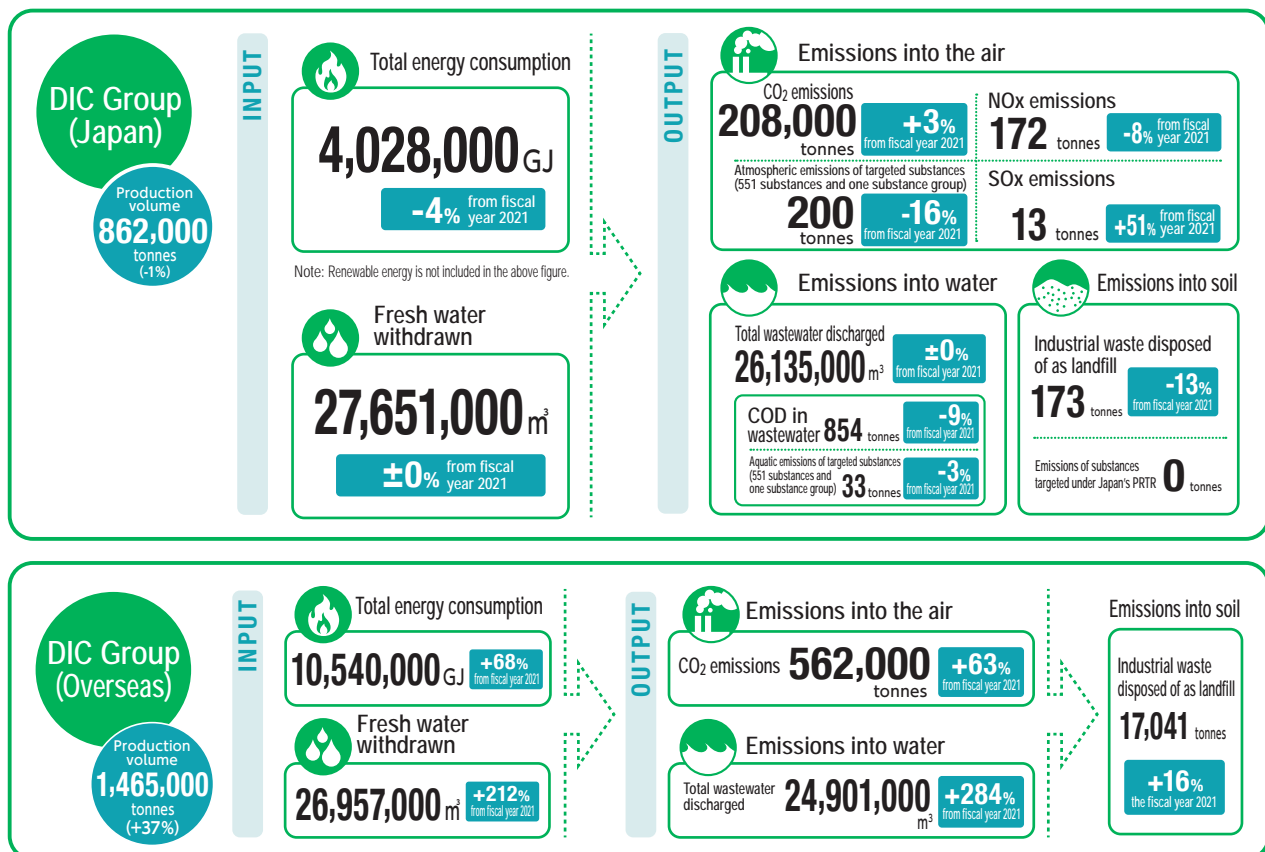 DIC Group
(Japan)
Production
volume
862,000
tonnes
(-1%)
INPUT
Total energy consumption
4,028,000 GJ
-4% from fiscal
year 2021
Note: Renewable energy is not included in the above figure.
Fresh water
withdrawn
27,651,000 m³
±0% from fiscal
year 2021
OUTPUT
Emissions into the air
CO₂ emissions
208,000
tonnes
+3%
from fiscal year 2021
NOx emissions
172 tonnes
-8% from fiscal
year 2021
Atmospheric emissions of targeted substances
(551 substances and one substance group)
200
tonnes
-16%
from fiscal year 2021
SOx emissions
13 tonnes
+51% from fiscal
year 2021
Emissions into water
Total wastewater discharged
26,135,000 m³
±0%
from fiscal year 2021
COD in
wastewater 854 tonnes
-9%
from fiscal year 2021
Aquatic emissions of targeted substances
(551 substances and
one substance group) 33 tonnes
-3%
from fiscal year 2021
Emissions into soil
Industrial waste disposed
of as landfill
173 tonnes
-13%
from fiscal year 2021
Emissions of substances
targeted under Japan's PRTR 0 tonnes
DIC Group
(Overseas)
Production
volume
1,465,000
tonnes
(+37%)
INPUT
Total energy consumption
10,540,000 GJ
+68%
from fiscal year 2021
Fresh water
withdrawn
26,957,000 m³
+212%
from fiscal year 2021
OUTPUT
Emissions into the air
CO₂ emissions 562,000
tonnes
+63%
from fiscal year 2021
Emissions into water
Total wastewater
discharged
24,901,000
m³
+284%
from fiscal year 2021
Emissions into soil
Industrial waste
disposed of as landfill
17,041 tonnes
+16%
the fiscal year 2021